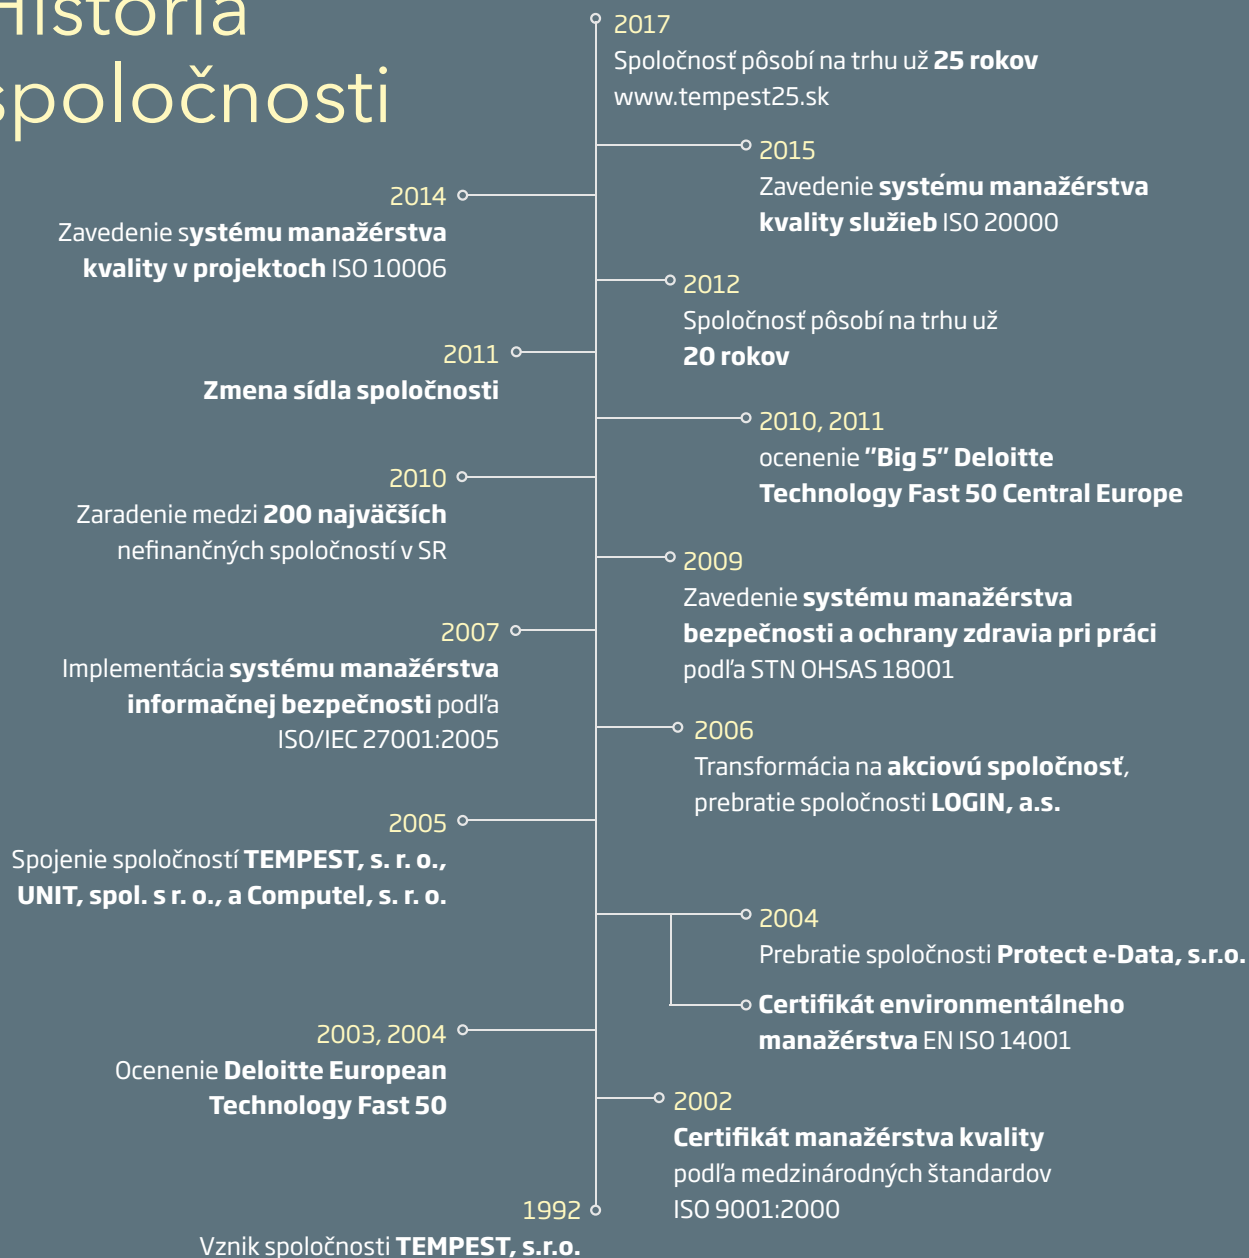 História
spoločnosti
2017
Spoločnosť pôsobí na trhu už 25 rokov
www.tempest25.sk
2015
Zavedenie systému manažérstva
kvality služieb ISO 20000
2014
Zavedenie systému manažérstva
kvality v projektoch ISO 10006
2012
Spoločnosť pôsobí na trhu už
20 rokov
2011
Zmena sídla spoločnosti
2010, 2011
ocenenie "Big 5" Deloitte
Technology Fast 50 Central Europe
2010
Zaradenie medzi 200 najväčších
nefinančných spoločností v SR
2009
Zavedenie systému manažérstva
bezpečnosti a ochrany zdravia pri práci
podľa STN OHSAS 18001
2007
Implementácia systému manažérstva
informačnej bezpečnosti podľa
ISO/IEC 27001:2005
2006
Transformácia na akciovú spoločnosť,
prebratie spoločnosti LOGIN, a.s.
2005
Spojenie spoločností TEMPEST, s. r. o.,
UNIT, spol. s r. o., a Computel, s. r. o.
2004
Prebratie spoločnosti Protect e-Data, s.r.o.
Certifikát environmentálneho
manažérstva EN ISO 14001
2003, 2004
Ocenenie Deloitte European
Technology Fast 50
2002
Certifikát manažérstva kvality
podľa medzinárodných štandardov
ISO 9001:2000
1992
Vznik spoločnosti TEMPEST, s.r.o.